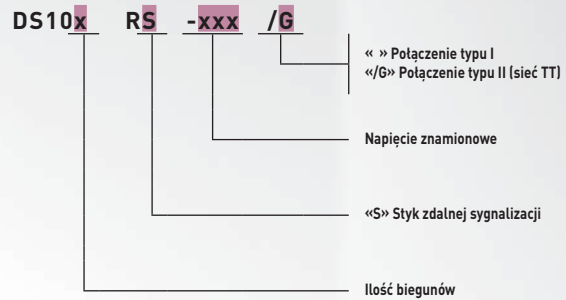 DS10x RS -xxx /G
« » Połączenie typu I
«/G» Połączenie typu II (sieć TT)
Napięcie znamionowe
«S» Styk zdalnej sygnalizacji
Ilość biegunów